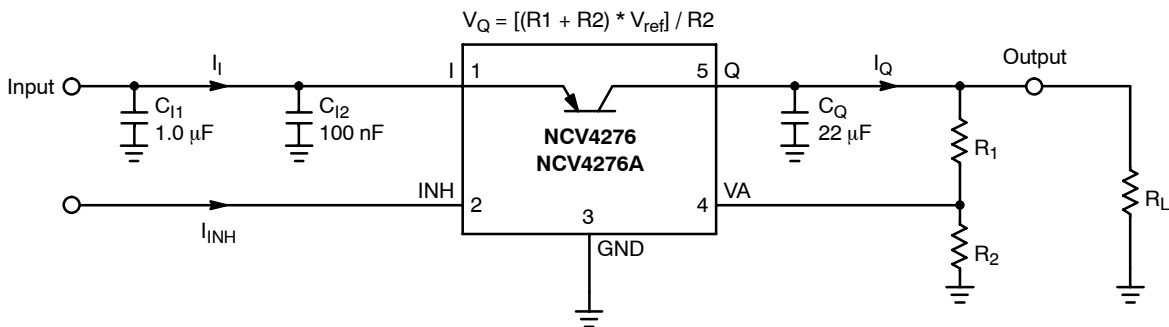 V_Q = [(R1 + R2) * V_ref] / R2
Input
I_I
I
1
5
Q
I_Q
Output
C_I1
1.0 μF
C_I2
100 nF
NCV4276
NCV4276A
C_Q
22 μF
R_1
INH
2
4
VA
R_L
I_INH
3
GND
R_2